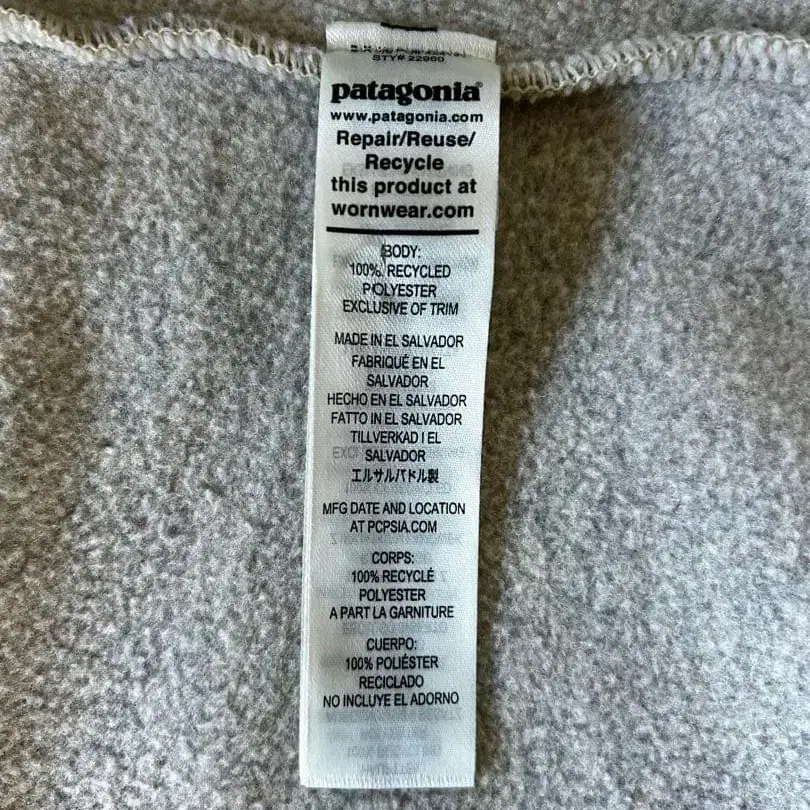 STY# 22960
patagonia®
www.patagonia.com
Repair/Reuse/
Recycle
this product at
wornwear.com
BODY:
100% RECYCLED
POLYESTER
EXCLUSIVE OF TRIM
MADE IN EL SALVADOR
FABRIQUÉ EN EL
SALVADOR
HECHO EN EL SALVADOR
FATTO IN EL SALVADOR
TILLVERKAD I EL
SALVADOR
エルサルバドル製
MFG DATE AND LOCATION
AT PCPSIA.COM
CORPS:
100% RECYCLÉ
POLYESTER
A PART LA GARNITURE
CUERPO:
100% POLIÉSTER
RECICLADO
NO INCLUYE EL ADORNO